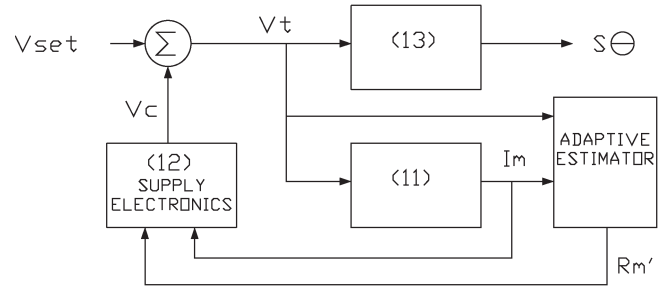 Vset
Σ
Vt
(13)
SΘ
Vc
(12)
SUPPLY
ELECTRONICS
(11)
Im
ADAPTIVE
ESTIMATOR
Rm'